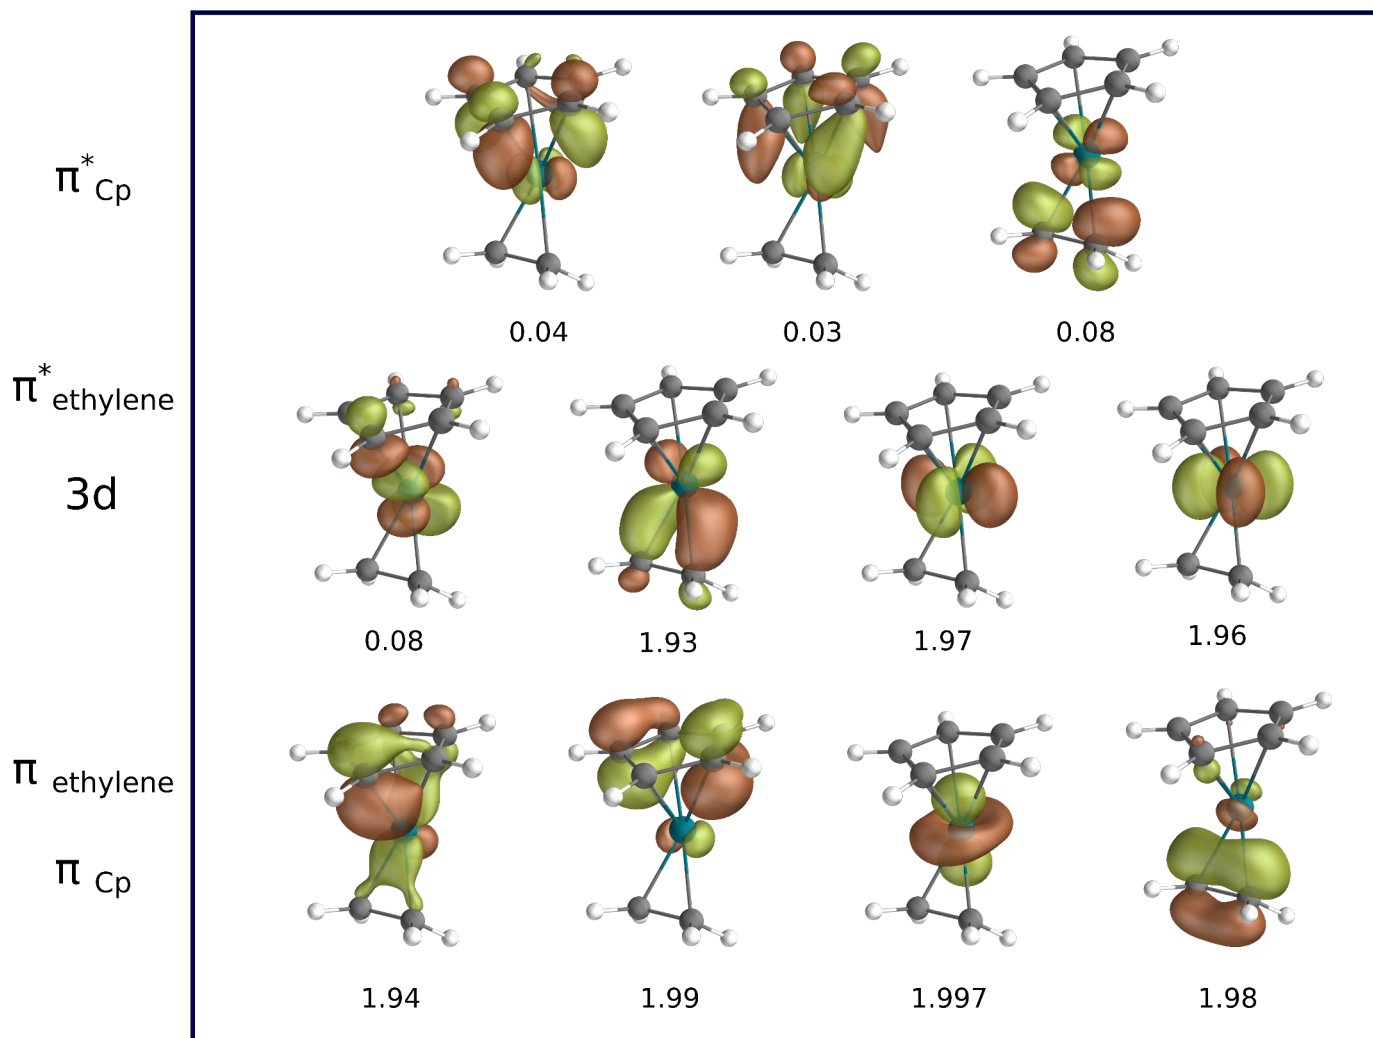 π*Cp
0.04 0.03 0.08
π*ethylene
3d
0.08 1.93 1.97 1.96
π ethylene
π Cp
1.94 1.99 1.997 1.98